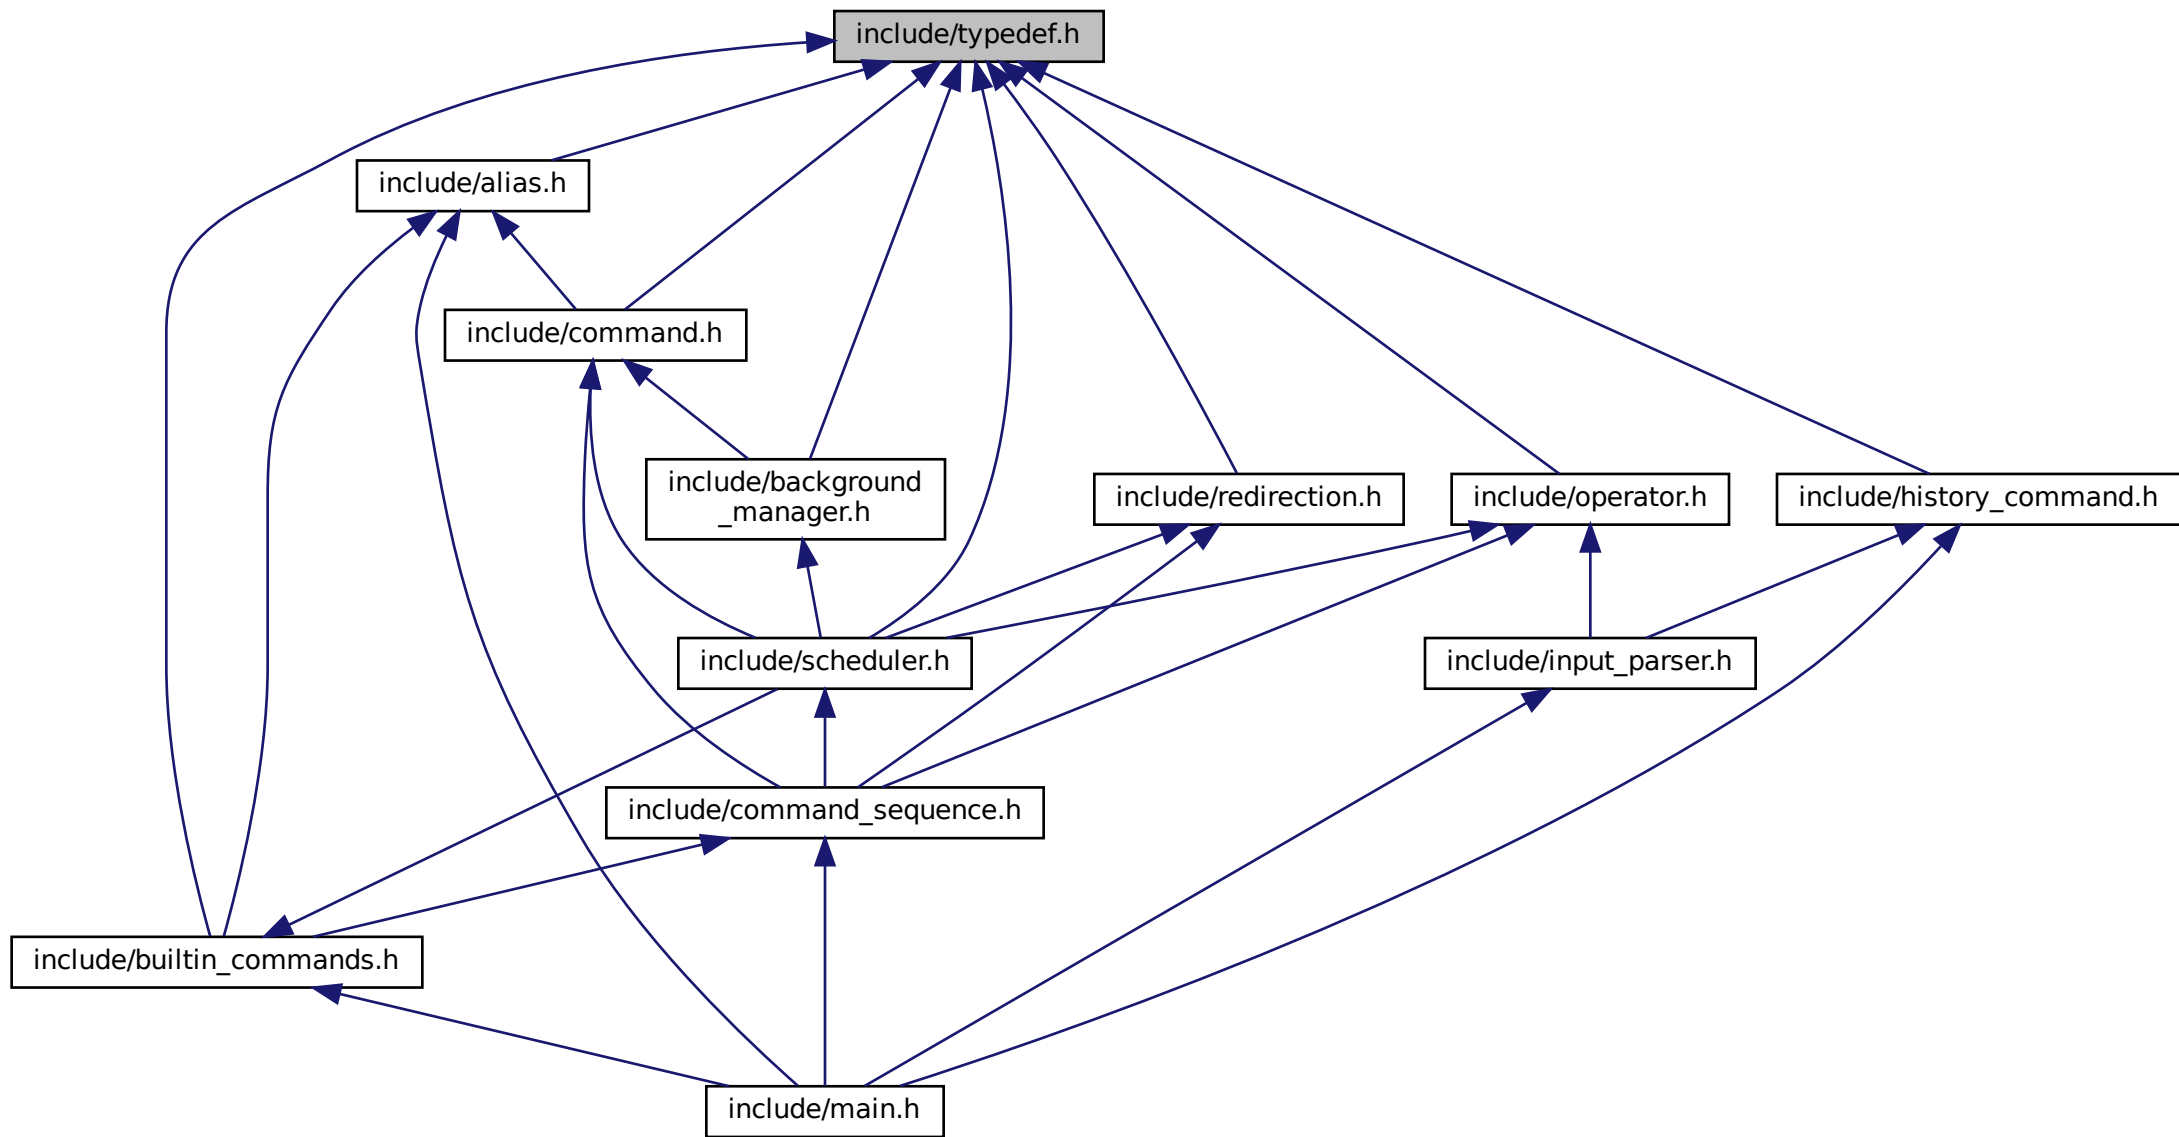 include/typedef.h
include/alias.h
include/command.h
include/background
_manager.h
include/redirection.h
include/operator.h
include/history_command.h
include/scheduler.h
include/input_parser.h
include/command_sequence.h
include/builtin_commands.h
include/main.h